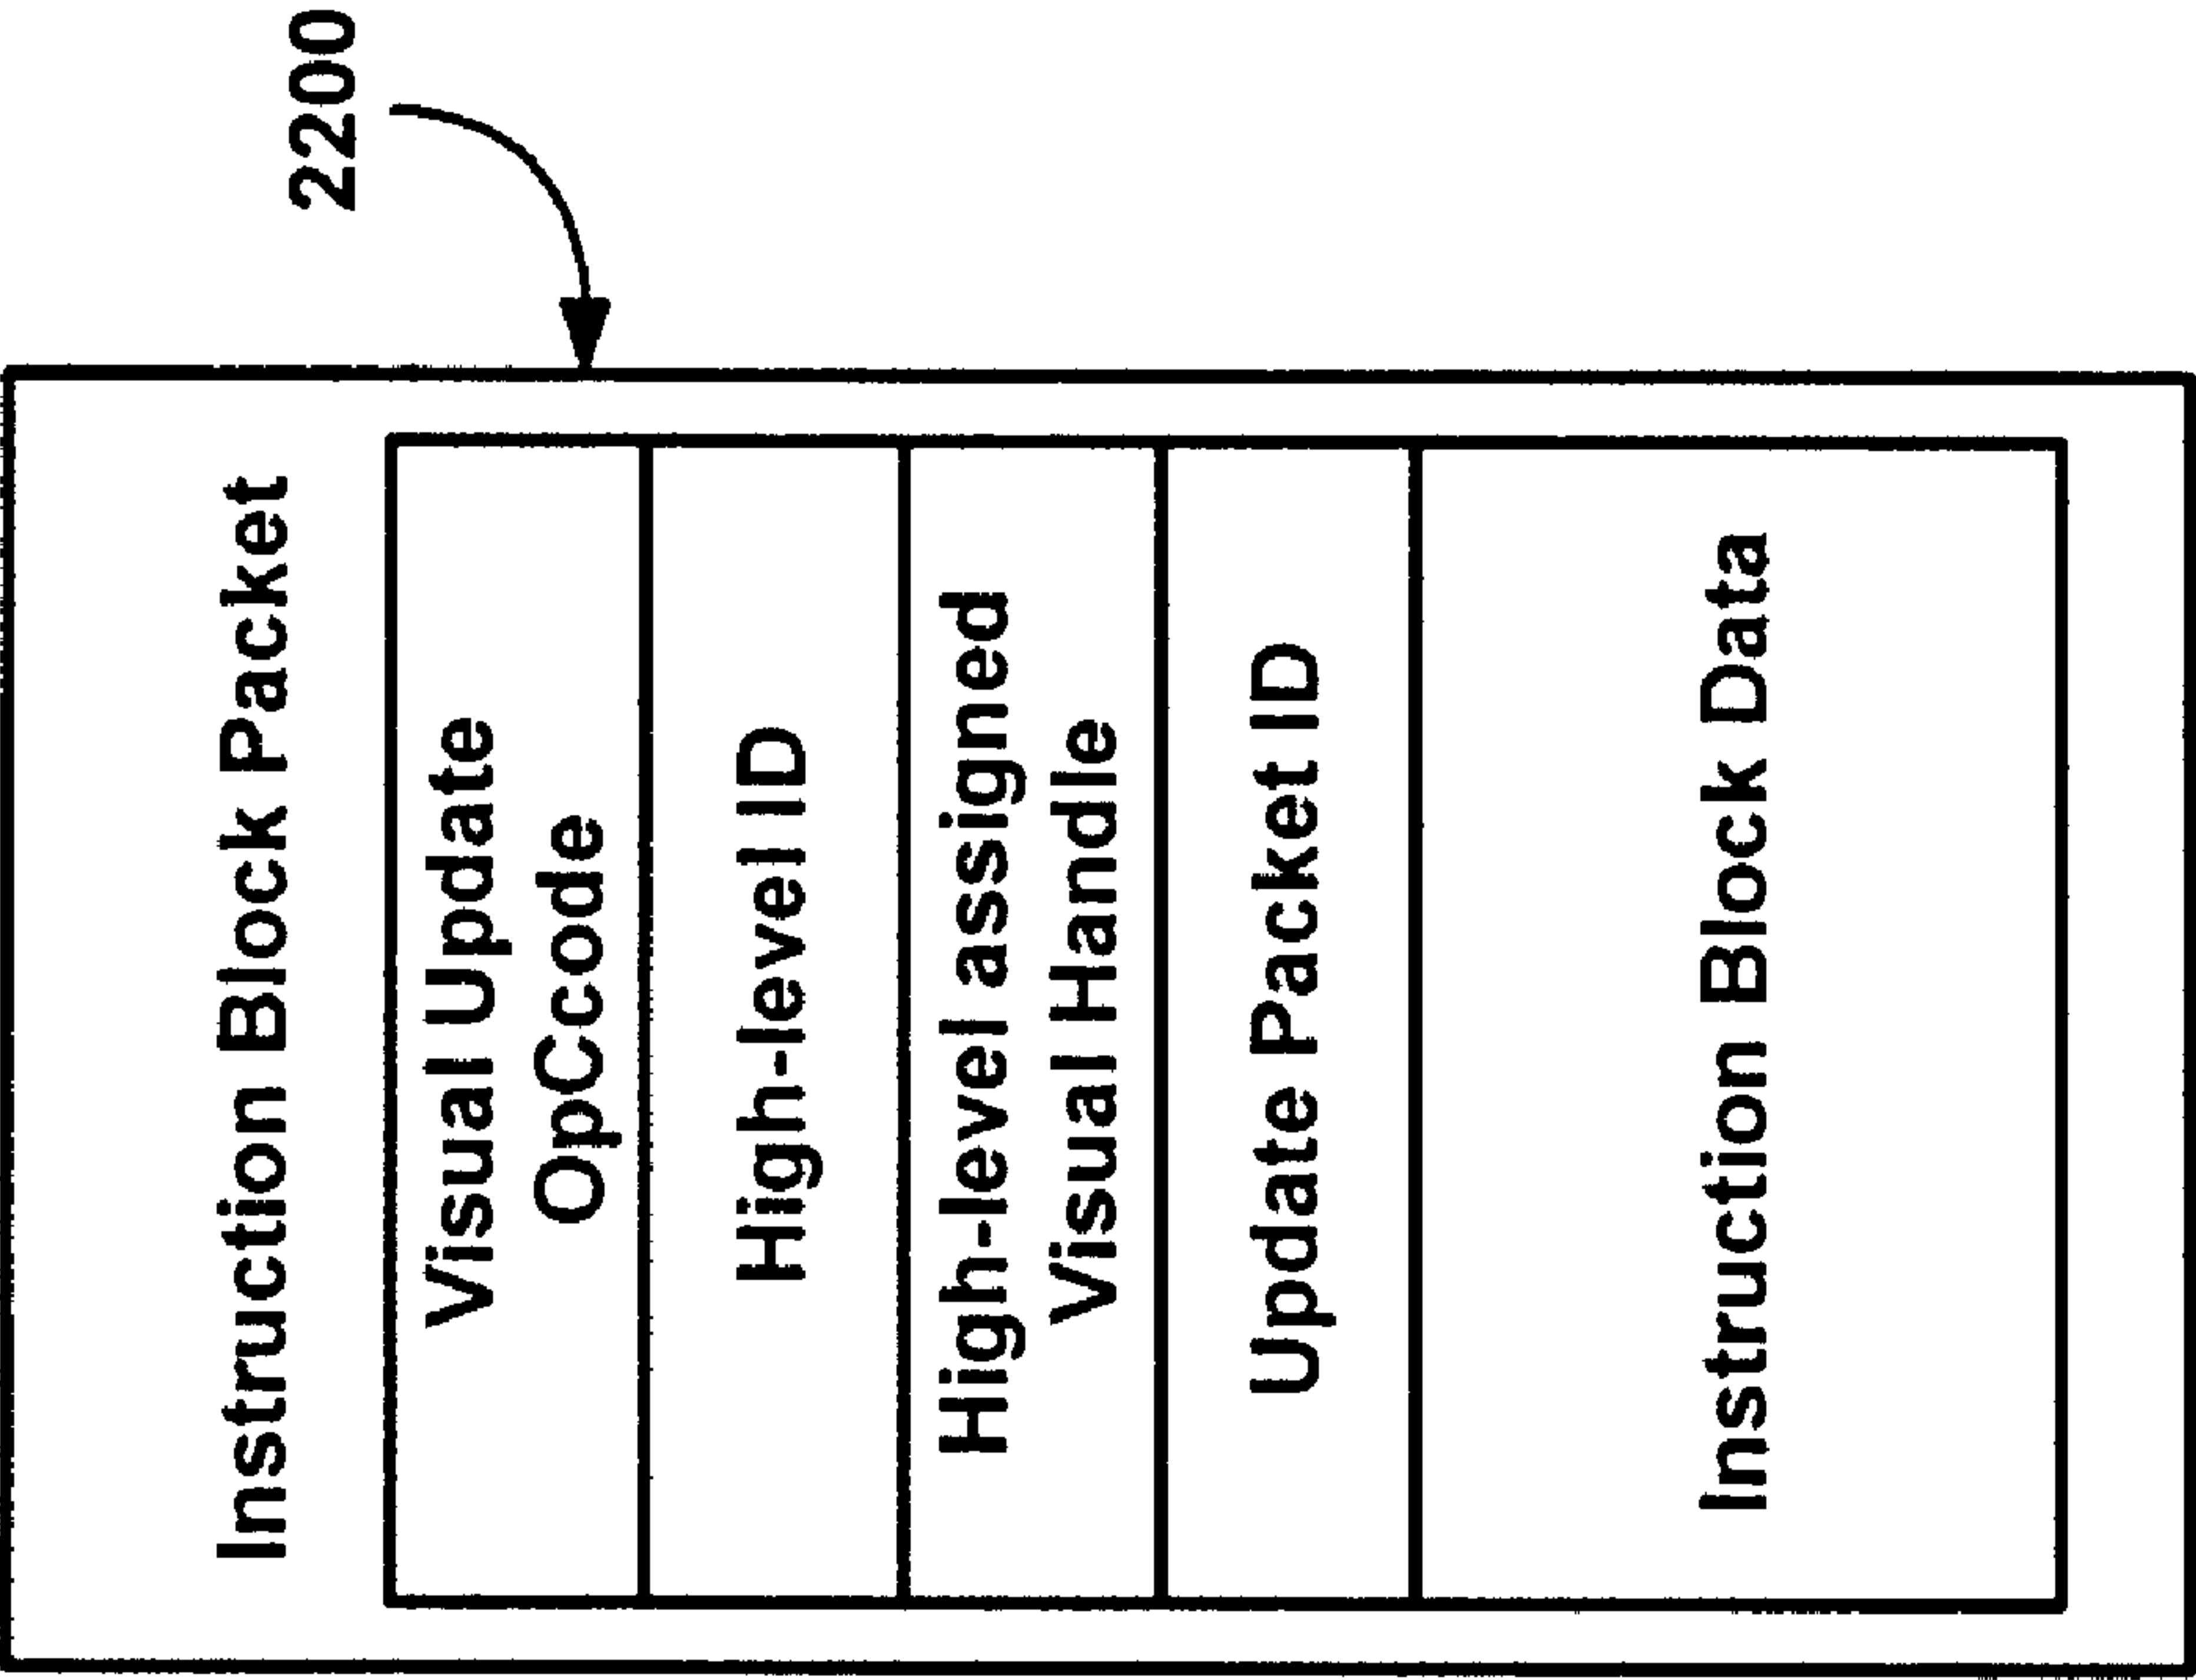 2200
Instruction Block Packet
Visual Update
OpCcode
High-level ID
High-level assigned
Visual Handle
Update Packet ID
Instruction Block Data